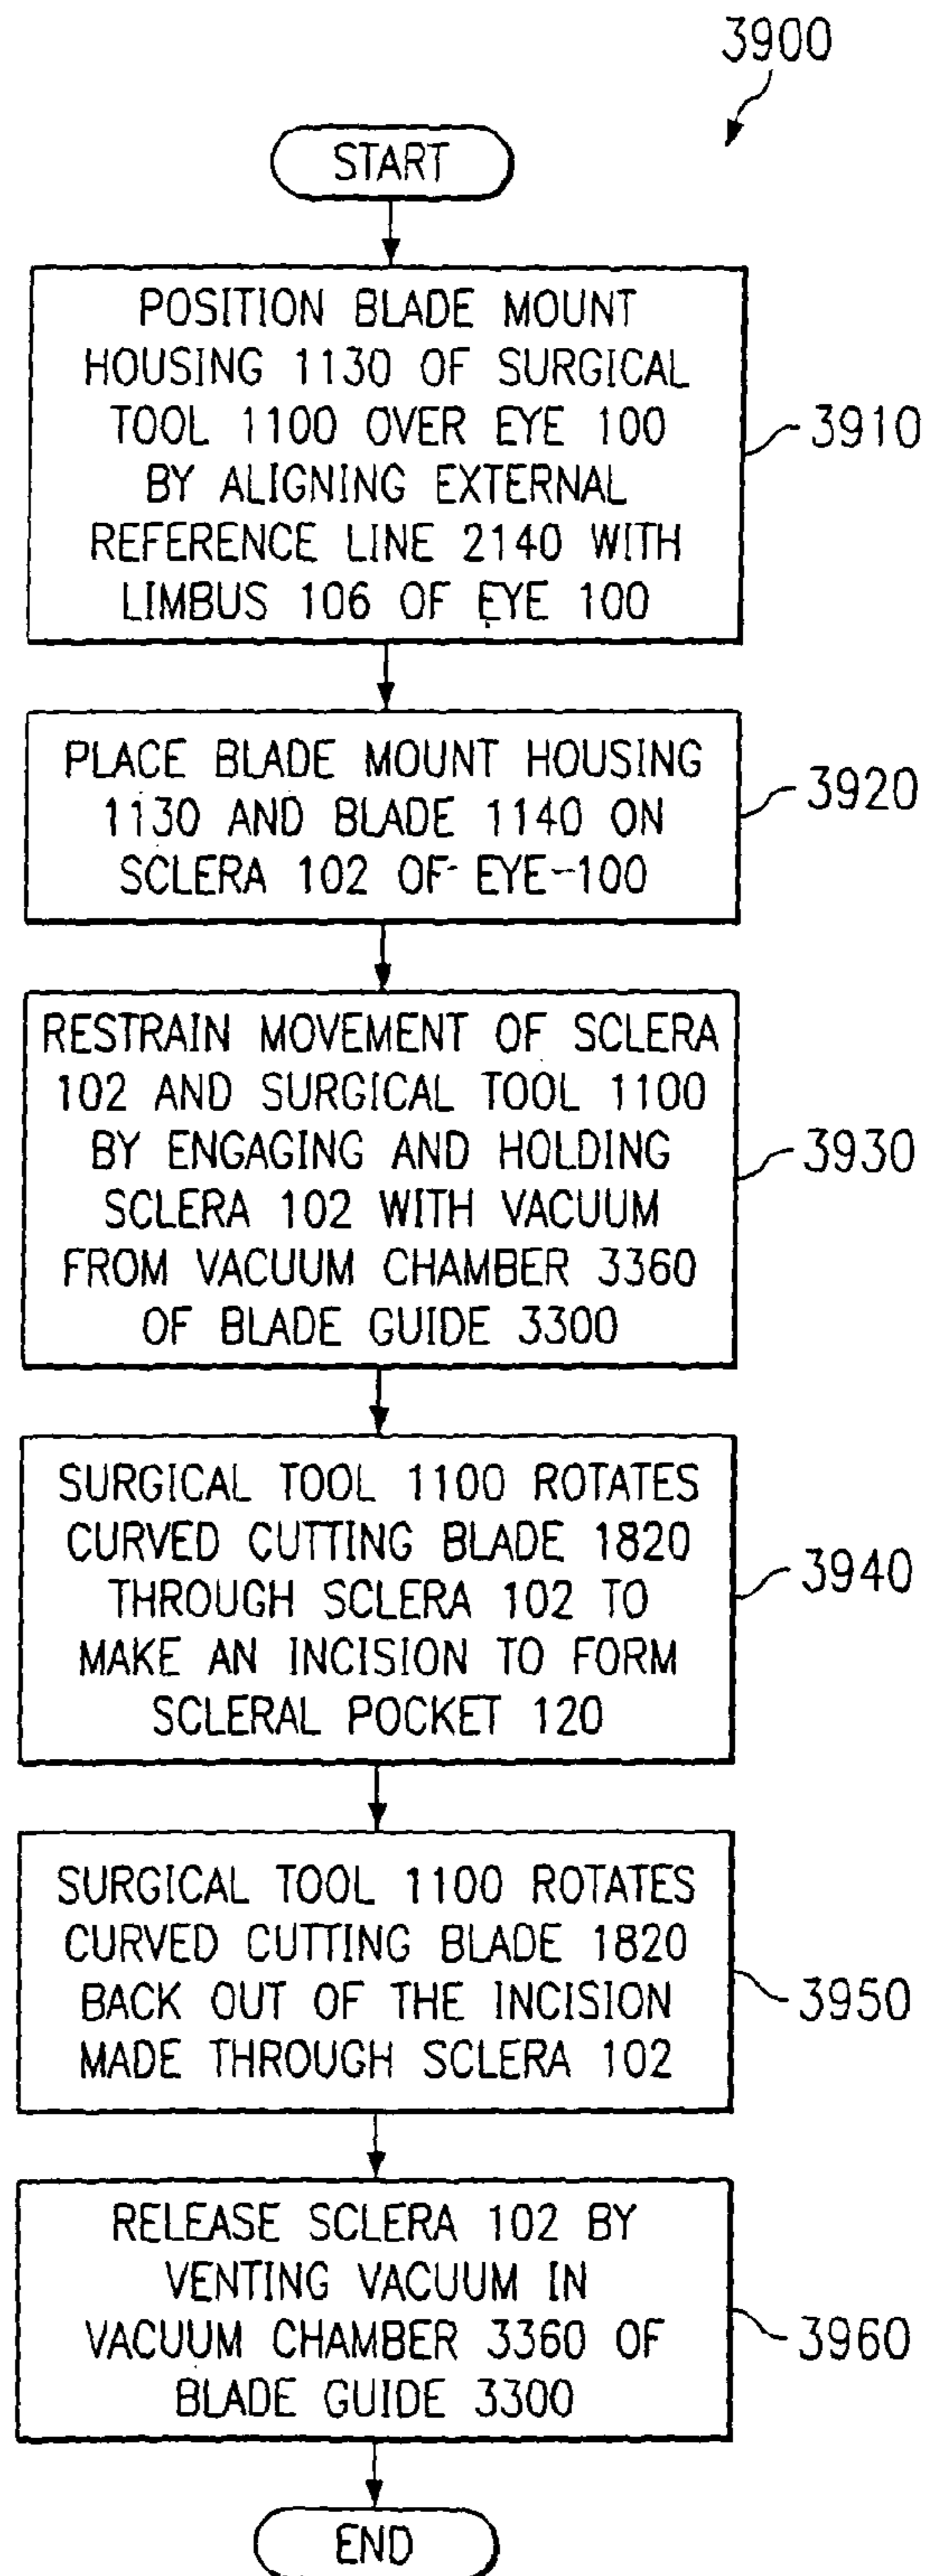 3900
START
POSITION BLADE MOUNT
HOUSING 1130 OF SURGICAL
TOOL 1100 OVER EYE 100
BY ALIGNING EXTERNAL
REFERENCE LINE 2140 WITH
LIMBUS 106 OF EYE 100
3910
PLACE BLADE MOUNT HOUSING
1130 AND BLADE 1140 ON
SCLERA 102 OF EYE 100
3920
RESTRAIN MOVEMENT OF SCLERA
102 AND SURGICAL TOOL 1100
BY ENGAGING AND HOLDING
SCLERA 102 WITH VACUUM
FROM VACUUM CHAMBER 3360
OF BLADE GUIDE 3300
3930
SURGICAL TOOL 1100 ROTATES
CURVED CUTTING BLADE 1820
THROUGH SCLERA 102 TO
MAKE AN INCISION TO FORM
SCLERAL POCKET 120
3940
SURGICAL TOOL 1100 ROTATES
CURVED CUTTING BLADE 1820
BACK OUT OF THE INCISION
MADE THROUGH SCLERA 102
3950
RELEASE SCLERA 102 BY
VENTING VACUUM IN
VACUUM CHAMBER 3360 OF
BLADE GUIDE 3300
3960
END